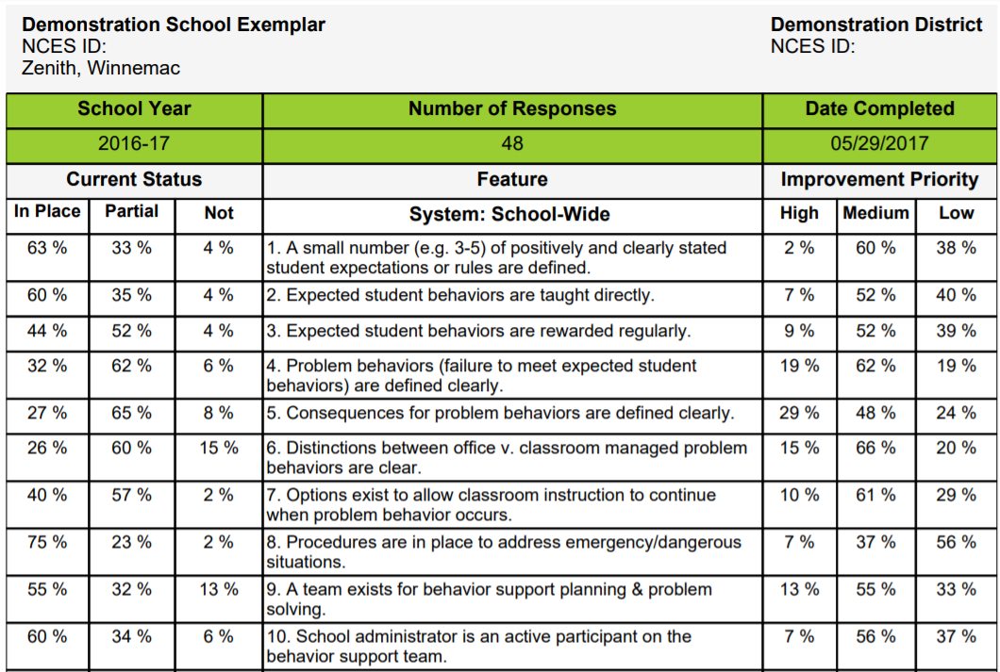 Demonstration School Exemplar Demonstration District
NCES ID: NCES ID:
Zenith, Winnemac
School Year Number of Responses Date Completed
2016-17 48 05/29/2017
Current Status Feature Improvement Priority
In Place Partial Not System: School-Wide High Medium Low
63 % 33 % 4 % 1. A small number (e.g. 3-5) of positively and clearly stated 2 % 60 % 38 %
student expectations or rules are defined.
60 % 35 % 4 % 2. Expected student behaviors are taught directly. 7 % 52 % 40 %
44 % 52 % 4 % 3. Expected student behaviors are rewarded regularly. 9 % 52 % 39 %
32 % 62 % 6 % 4. Problem behaviors (failure to meet expected student 19 % 62 % 19 %
behaviors) are defined clearly.
27 % 65 % 8 % 5. Consequences for problem behaviors are defined clearly. 29 % 48 % 24 %
26 % 60 % 15 % 6. Distinctions between office v. classroom managed problem 15 % 66 % 20 %
behaviors are clear.
40 % 57 % 2 % 7. Options exist to allow classroom instruction to continue 10 % 61 % 29 %
when problem behavior occurs.
75 % 23 % 2 % 8. Procedures are in place to address emergency/dangerous 7 % 37 % 56 %
situations.
55 % 32 % 13 % 9. A team exists for behavior support planning & problem 13 % 55 % 33 %
solving.
60 % 34 % 6 % 10. School administrator is an active participant on the 7 % 56 % 37 %
behavior support team.